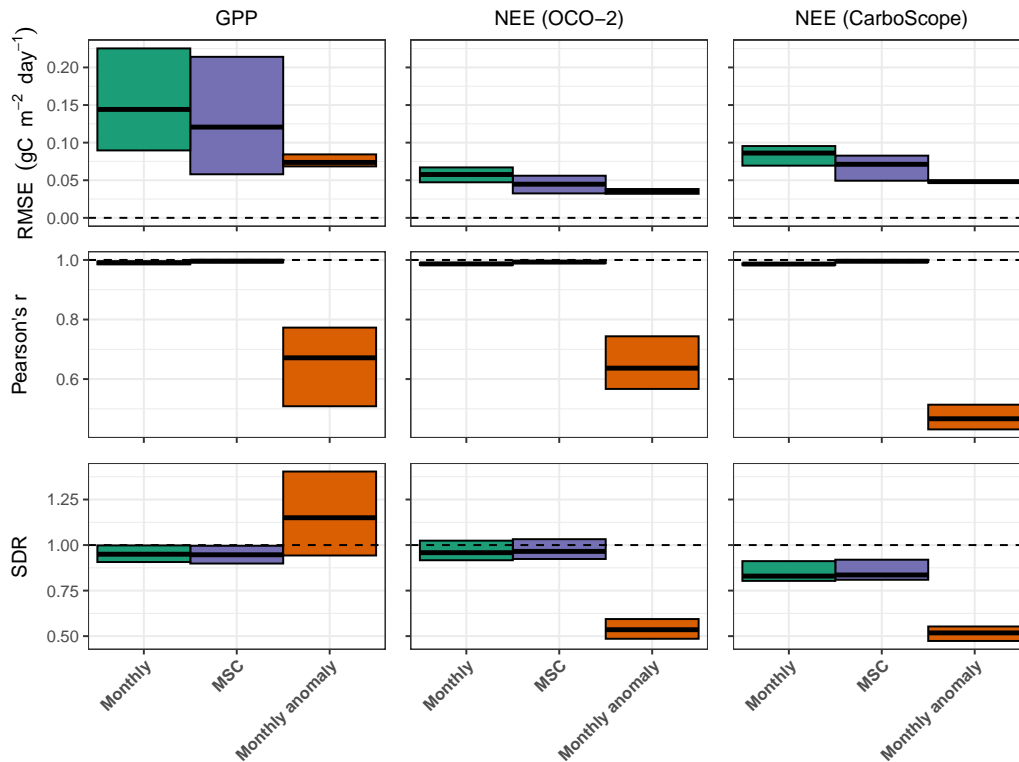 GPP
NEE (OCO−2)
NEE (CarboScope)
RMSE (gC m⁻² day⁻¹)
0.20
0.15
0.10
0.05
0.00
Pearson's r
1.0
0.8
0.6
SDR
1.25
1.00
0.75
0.50
Monthly
MSC
Monthly anomaly
Monthly
MSC
Monthly anomaly
Monthly
MSC
Monthly anomaly